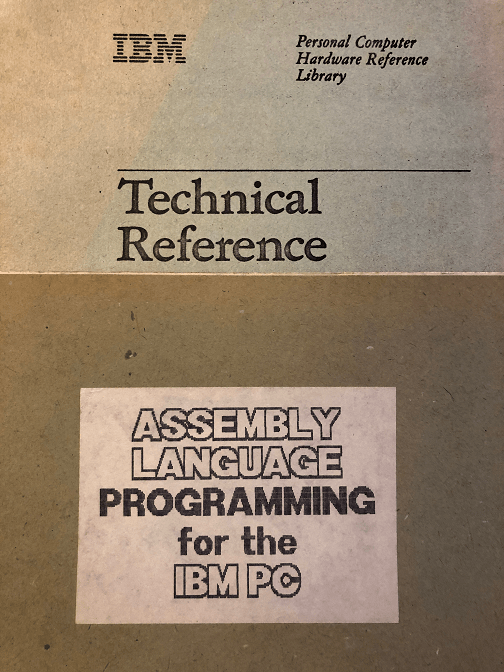 IBM
Personal Computer
Hardware Reference
Library
Technical
Reference
ASSEMBLY
LANGUAGE
PROGRAMMING
for the
IBM PC